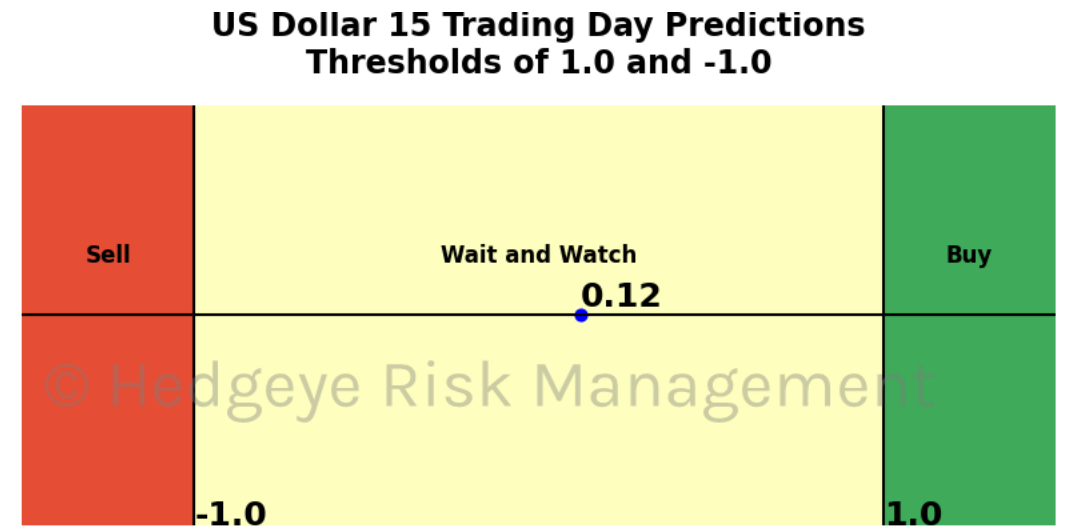 US Dollar 15 Trading Day Predictions
Thresholds of 1.0 and -1.0
Sell
Wait and Watch
Buy
0.12
© Hedgeye Risk Management
-1.0
1.0